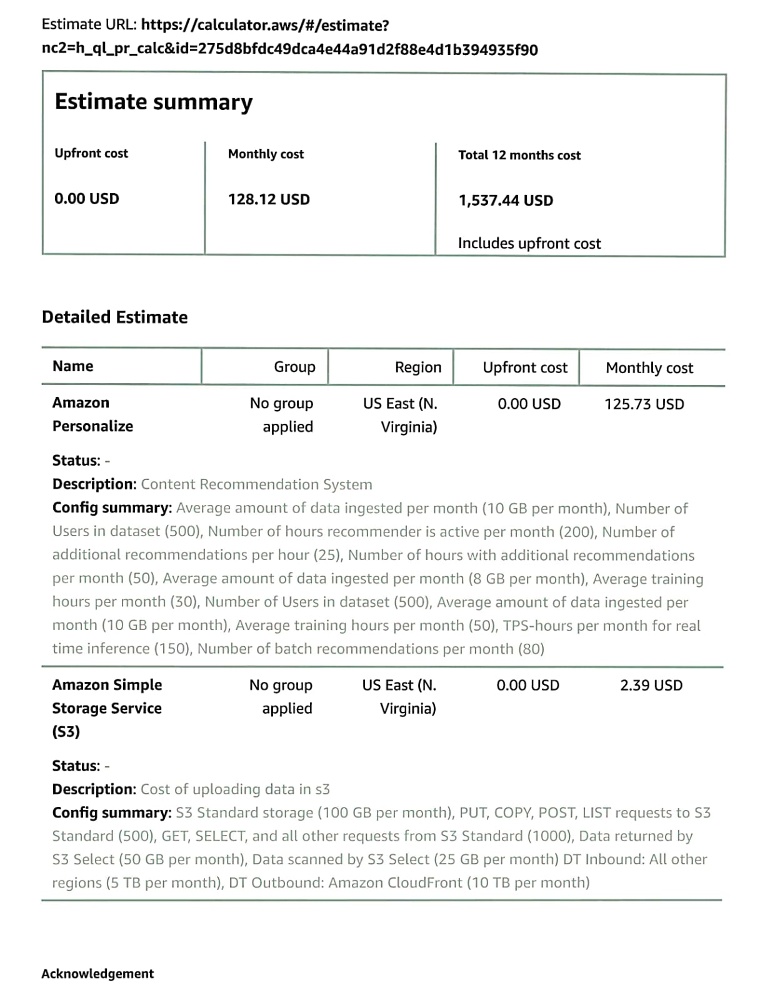 Estimate URL: https://calculator.aws/#/estimate?
nc2=h_ql_pr_calc&id=275d8bfdc49dca4e44a91d2f88e4d1b394935f90
Estimate summary
Upfront cost
Monthly cost
Total 12 months cost
0.00 USD
128.12 USD
1,537.44 USD
Includes upfront cost
Detailed Estimate
Name Group Region Upfront cost Monthly cost
Amazon No group US East (N. 0.00 USD 125.73 USD
Personalize applied Virginia)
Status: -
Description: Content Recommendation System
Config summary: Average amount of data ingested per month (10 GB per month), Number of
Users in dataset (500), Number of hours recommender is active per month (200), Number of
additional recommendations per hour (25), Number of hours with additional recommendations
per month (50), Average amount of data ingested per month (8 GB per month), Average training
hours per month (30), Number of Users in dataset (500), Average amount of data ingested per
month (10 GB per month), Average training hours per month (50), TPS-hours per month for real
time inference (150), Number of batch recommendations per month (80)
Amazon Simple No group US East (N. 0.00 USD 2.39 USD
Storage Service applied Virginia)
(S3)
Status: -
Description: Cost of uploading data in s3
Config summary: S3 Standard storage (100 GB per month), PUT, COPY, POST, LIST requests to S3
Standard (500), GET, SELECT, and all other requests from S3 Standard (1000), Data returned by
S3 Select (50 GB per month), Data scanned by S3 Select (25 GB per month) DT Inbound: All other
regions (5 TB per month), DT Outbound: Amazon CloudFront (10 TB per month)
Acknowledgement